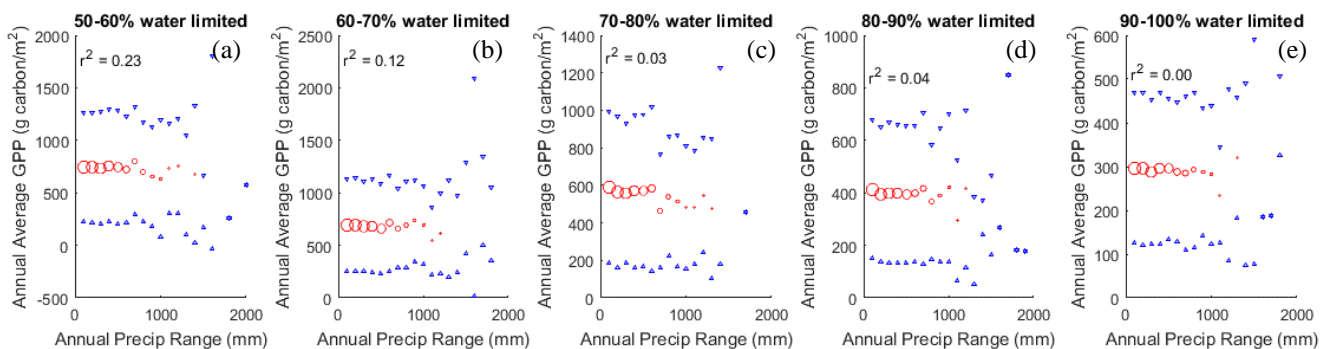 50-60% water limited
(a)
r² = 0.23
Annual Average GPP (g carbon/m²)
2000
1500
1000
500
0
-500
0
1000
2000
Annual Precip Range (mm)
60-70% water limited
(b)
r² = 0.12
Annual Average GPP (g carbon/m²)
2500
2000
1500
1000
500
0
0
1000
2000
Annual Precip Range (mm)
70-80% water limited
(c)
r² = 0.03
Annual Average GPP (g carbon/m²)
1400
1200
1000
800
600
400
200
0
0
1000
2000
Annual Precip Range (mm)
80-90% water limited
(d)
r² = 0.04
Annual Average GPP (g carbon/m²)
1000
800
600
400
200
0
0
1000
2000
Annual Precip Range (mm)
90-100% water limited
(e)
r² = 0.00
Annual Average GPP (g carbon/m²)
600
500
400
300
200
100
0
0
1000
2000
Annual Precip Range (mm)